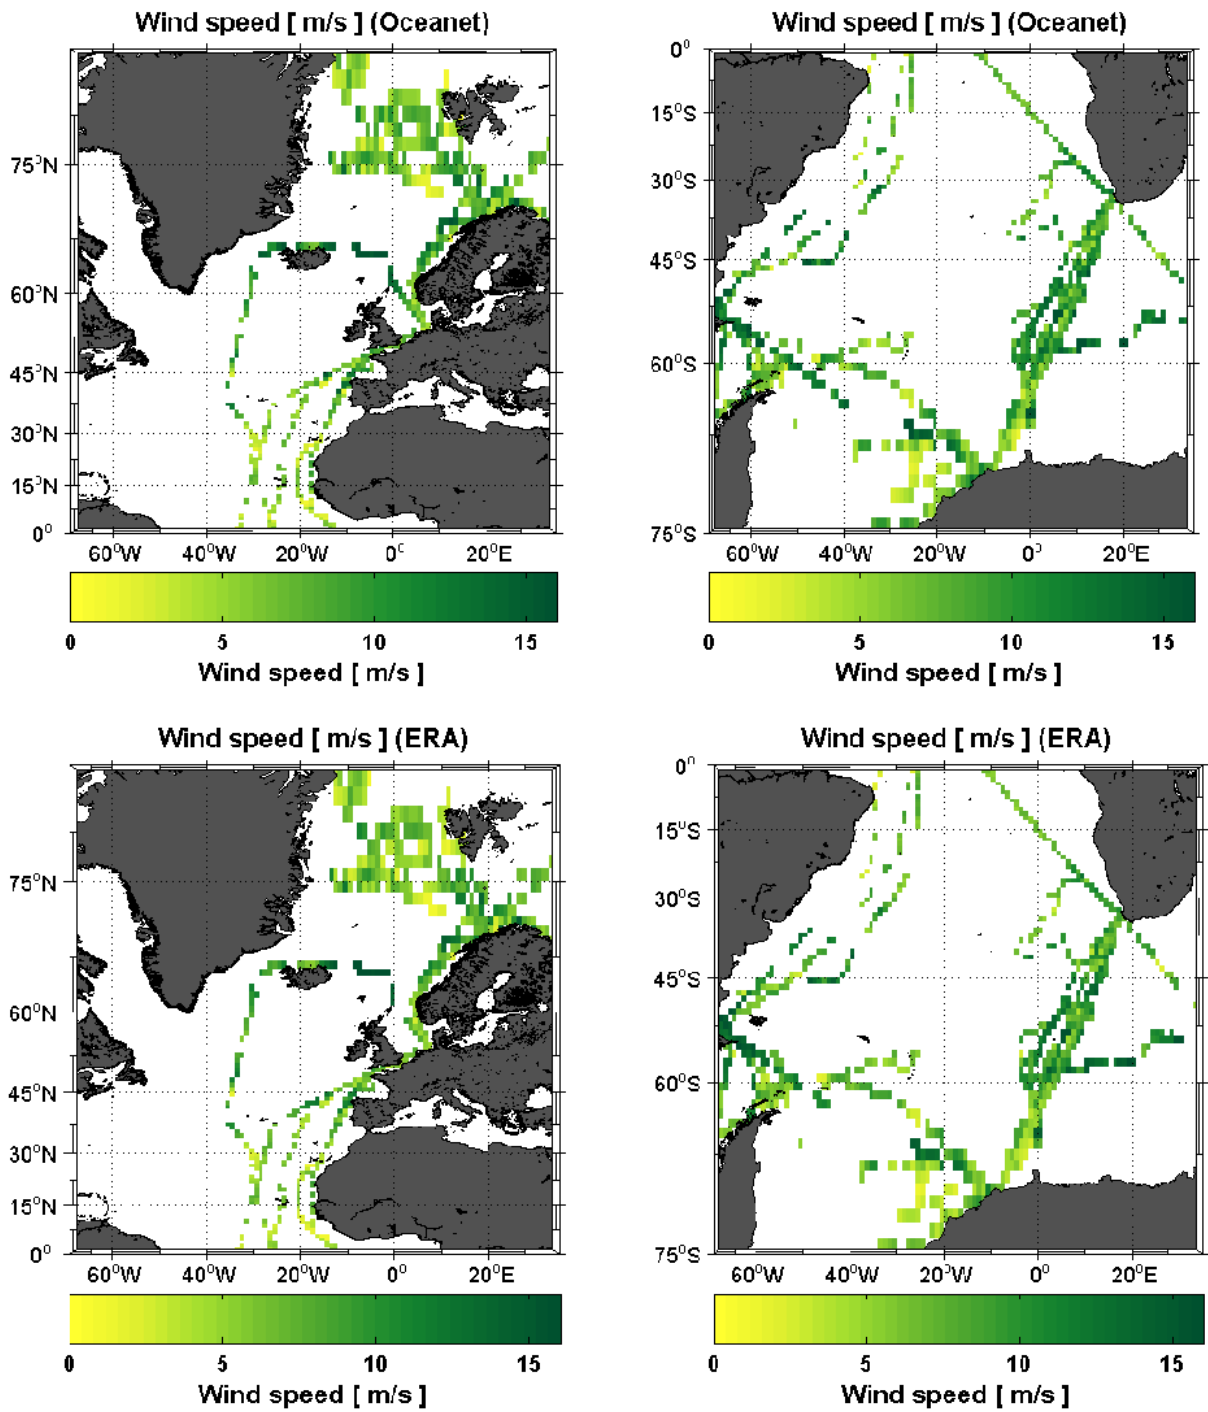 Wind speed [ m/s ] (Oceanet)
75°N
60°N
45°N
30°N
15°N
0°
60°W 40°W 20°W 0° 20°E
0 5 10 15
Wind speed [ m/s ]
Wind speed [ m/s ] (Oceanet)
0°
15°S
30°S
45°S
60°S
75°S
60°W 40°W 20°W 0° 20°E
0 5 10 15
Wind speed [ m/s ]
Wind speed [ m/s ] (ERA)
75°N
60°N
45°N
30°N
15°N
0°
60°W 40°W 20°W 0° 20°E
0 5 10 15
Wind speed [ m/s ]
Wind speed [ m/s ] (ERA)
0°
15°S
30°S
45°S
60°S
75°S
60°W 40°W 20°W 0° 20°E
0 5 10 15
Wind speed [ m/s ]